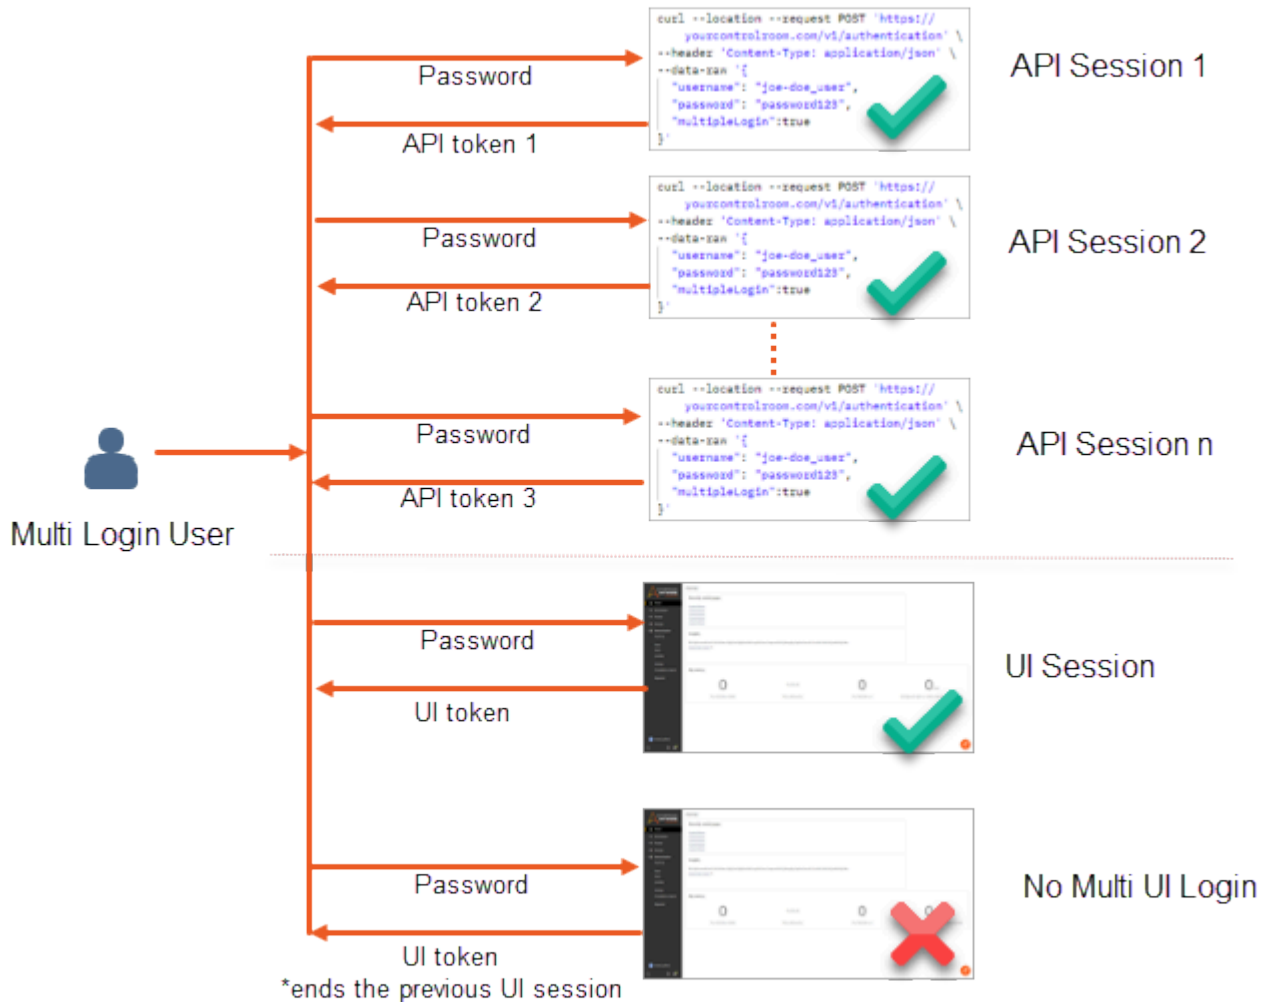 curl --location --request POST 'https://
yourcontrolroom.com/v1/authentication' \
--header 'Content-Type: application/json' \
--data-raw '{
"username": "joe-doe_user",
"password": "password123",
"multipleLogin":true
}'
API Session 1
Password
API token 1
curl --location --request POST 'https://
yourcontrolroom.com/v1/authentication' \
--header 'Content-Type: application/json' \
--data-raw '{
"username": "joe-doe_user",
"password": "password123",
"multipleLogin":true
}'
API Session 2
Password
API token 2
curl --location --request POST 'https://
yourcontrolroom.com/v1/authentication' \
--header 'Content-Type: application/json' \
--data-raw '{
"username": "joe-doe_user",
"password": "password123",
"multipleLogin":true
}'
API Session n
Password
API token 3
Multi Login User
Password
UI token
0
0
0
UI Session
Password
UI token
*ends the previous UI session
0
0
No Multi UI Login